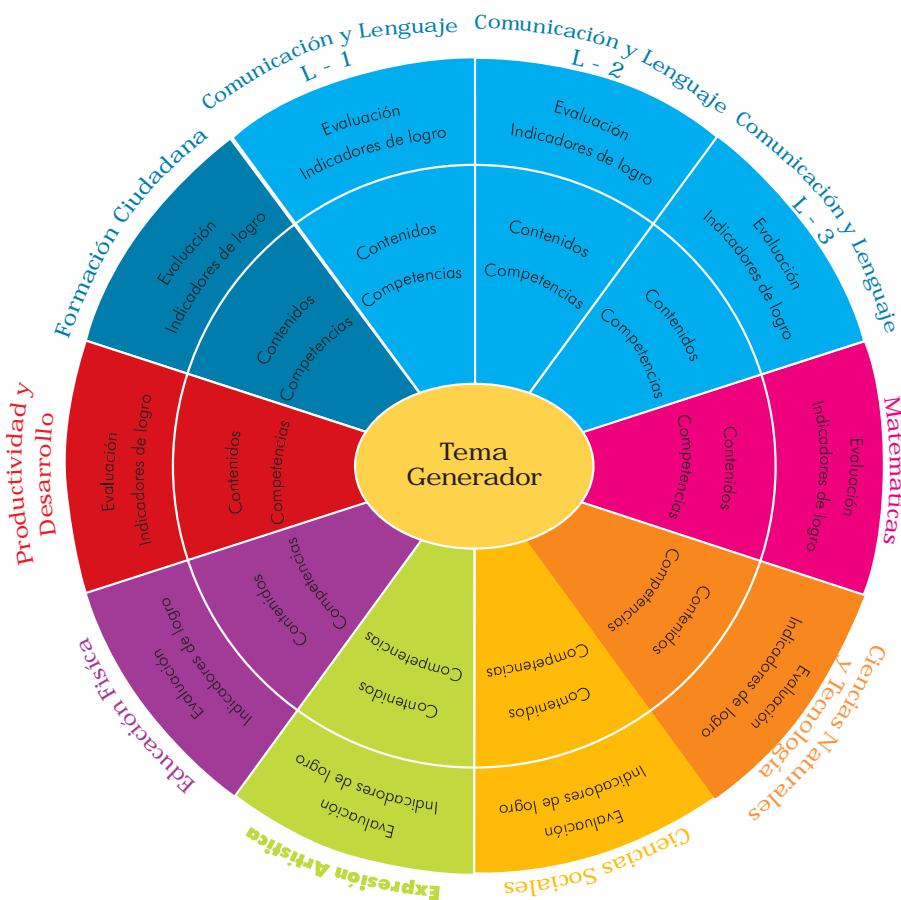 Comunicación y Lenguaje
L - 1
Evaluación
Indicadores de logro
Contenidos
Competencias
Comunicación y Lenguaje
L - 2
Evaluación
Indicadores de logro
Contenidos
Competencias
Comunicación y Lenguaje
L - 3
Evaluación
Indicadores de logro
Contenidos
Competencias
Matematicas
Evaluación
Indicadores de logro
Contenidos
Competencias
Ciencias Naturales
y Tecnología
Evaluación
Indicadores de logro
Contenidos
Competencias
Ciencias Sociales
Evaluación
Indicadores de logro
Contenidos
Competencias
Expresión Artistica
Evaluación
Indicadores de logro
Contenidos
Competencias
Educación Fisica
Evaluación
Indicadores de logro
Contenidos
Competencias
Productividad y
Desarrollo
Evaluación
Indicadores de logro
Contenidos
Competencias
Formación Ciudadana
Evaluación
Indicadores de logro
Contenidos
Competencias
Tema
Generador